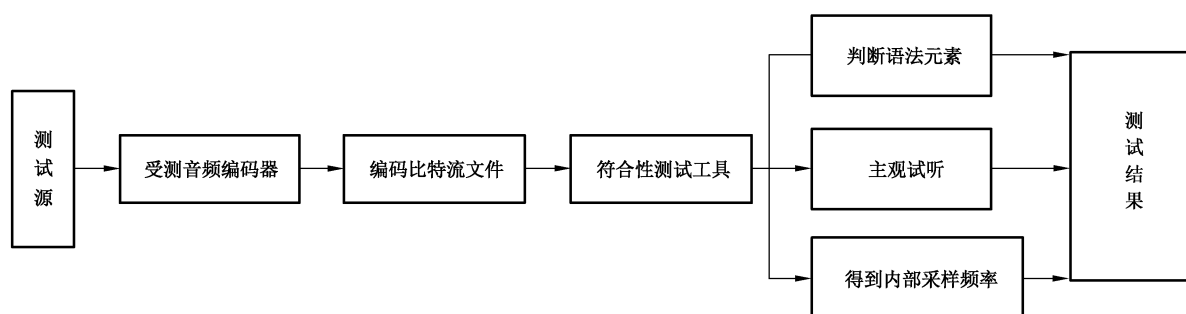 测试源
受测音频编码器
编码比特流文件
符合性测试工具
判断语法元素
主观试听
得到内部采样频率
测试结果